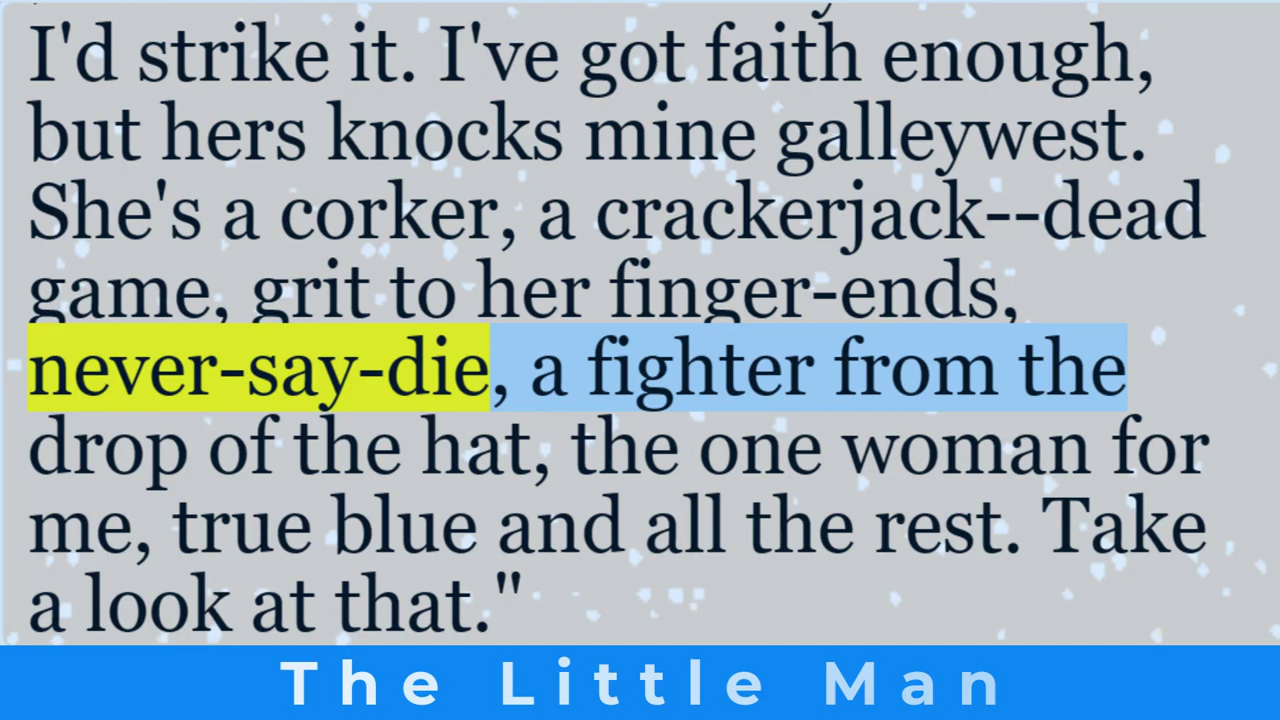 I'd strike it. I've got faith enough,
but hers knocks mine galleywest.
She's a corker, a crackerjack--dead
game, grit to her finger-ends,
never-say-die, a fighter from the
drop of the hat, the one woman for
me, true blue and all the rest. Take
a look at that."
The Little Man